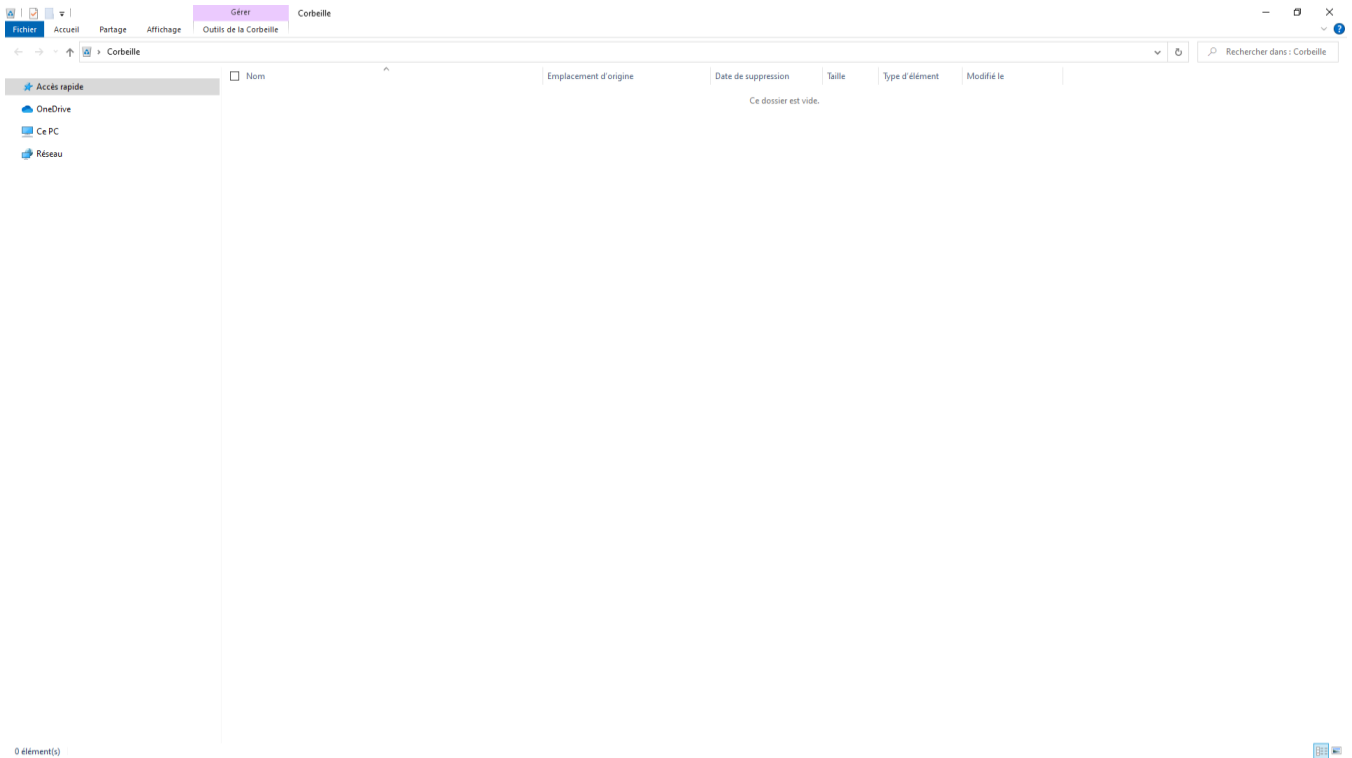 Gérer Corbeille
Fichier Accueil Partage Affichage Outils de la Corbeille
Corbeille Rechercher dans : Corbeille
Nom Emplacement d'origine Date de suppression Taille Type d'élément Modifié le
Ce dossier est vide.
Accès rapide
OneDrive
Ce PC
Réseau
0 élément(s)